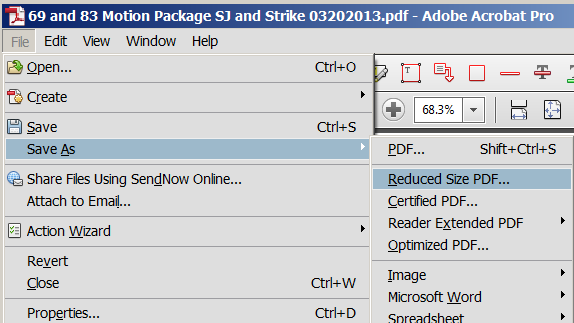 69 and 83 Motion Package SJ and Strike 03202013.pdf - Adobe Acrobat Pro
File Edit View Window Help
Open... Ctrl+O
Create
Save Ctrl+S
Save As
Share Files Using SendNow Online...
Attach to Email...
Action Wizard
Revert
Close Ctrl+W
Properties... Ctrl+D
T
T
68.3%
PDF... Shift+Ctrl+S
Reduced Size PDF...
Certified PDF...
Reader Extended PDF
Optimized PDF...
Image
Microsoft Word
Spreadsheet